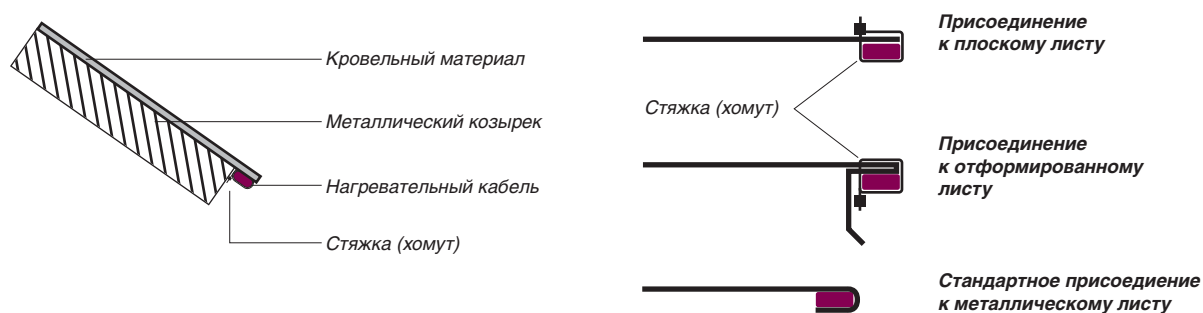 Кровельный материал
Металлический козырек
Нагревательный кабель
Стяжка (хомут)
Присоединение
к плоскому листу
Стяжка (хомут)
Присоединение
к отформированному
листу
Стандартное присоедиение
к металлическому листу